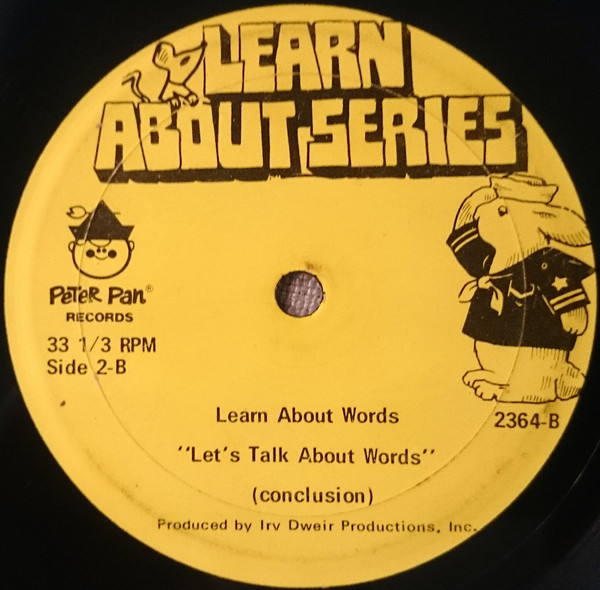 LEARN
ABOUT SERIES
Peter Pan®
RECORDS
33 1/3 RPM
Side 2-B
2364-B
Learn About Words
"Let's Talk About Words"
(conclusion)
Produced by Irv Dweir Productions, Inc.